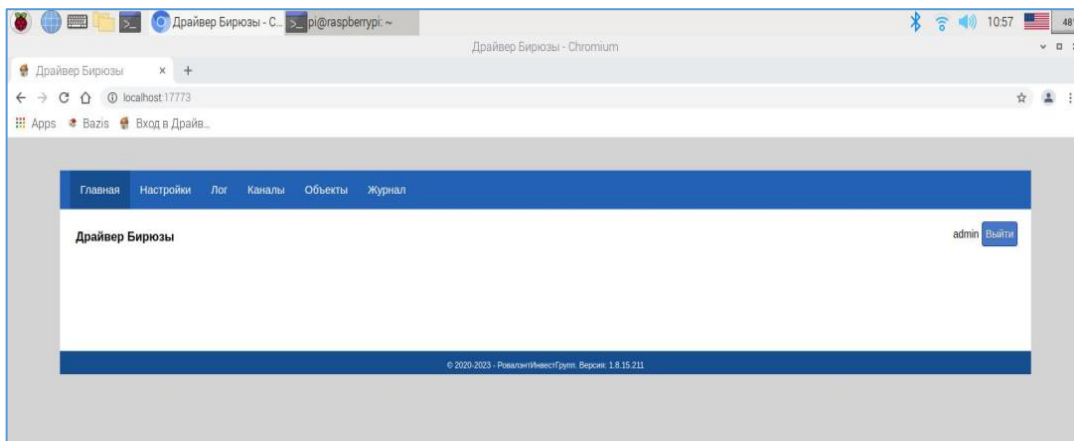 Драйвер Бирюзы - C... pi@raspberrypi: ~ 10:57 48°
Драйвер Бирюзы - Chromium
Драйвер Бирюзы × +
localhost:17773
Apps Bazis Вход в Драйв...
Главная Настройки Лог Каналы Объекты Журнал
Драйвер Бирюзы
admin Выйти
© 2020-2023 - РовалэнтИнвестГрупп. Версия: 1.8.15.211